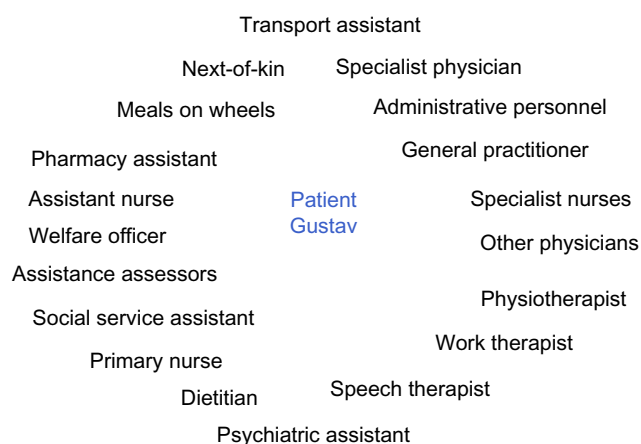 Transport assistant
Next-of-kin
Specialist physician
Meals on wheels
Administrative personnel
Pharmacy assistant
General practitioner
Assistant nurse
Patient
Gustav
Specialist nurses
Welfare officer
Other physicians
Assistance assessors
Physiotherapist
Social service assistant
Work therapist
Primary nurse
Speech therapist
Dietitian
Psychiatric assistant